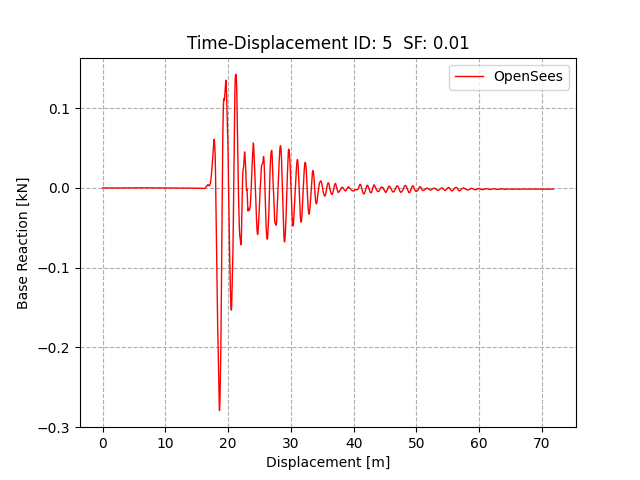 Time-Displacement ID: 5  SF: 0.01
OpenSees
0.1
0.0
−0.1
−0.2
−0.3
Base Reaction [kN]
0 10 20 30 40 50 60 70
Displacement [m]